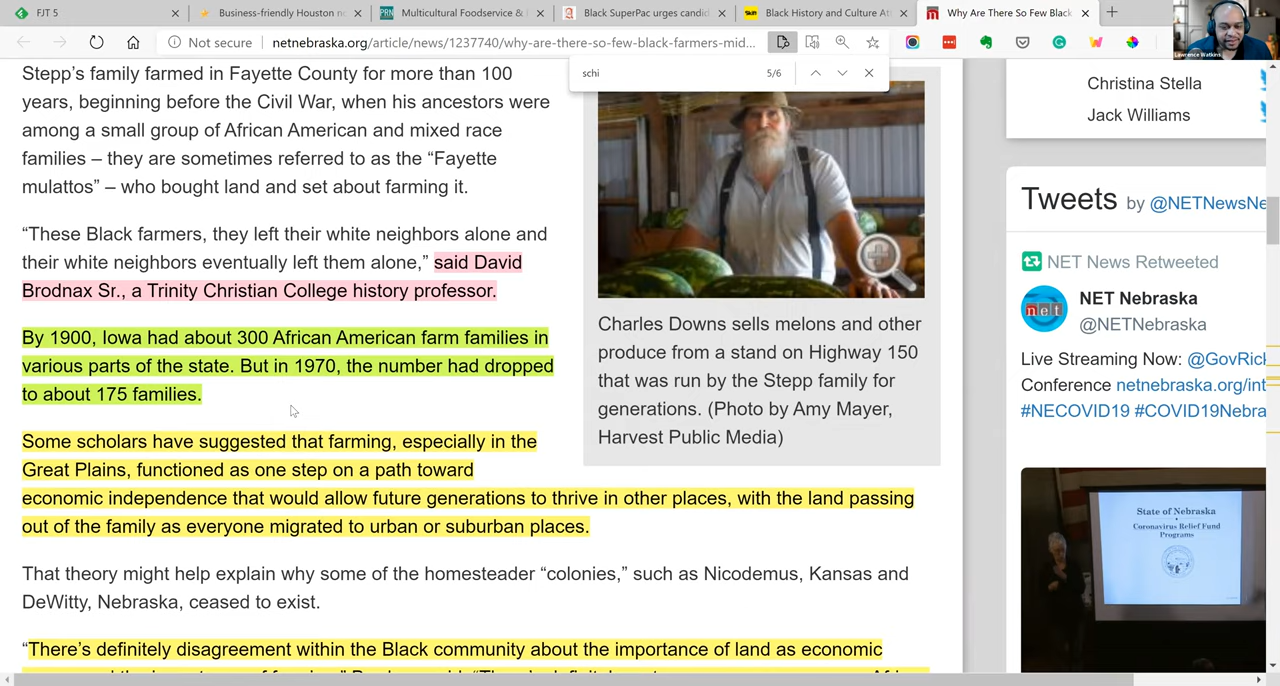 FJT 5
Business-friendly Houston n
Multicultural Foodservice &
Black SuperPac urges candid
Black History and Culture At
Why Are There So Few Black
Not secure
netnebraska.org/article/news/1237740/why-are-there-so-few-black-farmers-mid...
Lawrence Watkins
schi
5/6
Stepp's family farmed in Fayette County for more than 100
years, beginning before the Civil War, when his ancestors were
among a small group of African American and mixed race
families – they are sometimes referred to as the “Fayette
mulattos” – who bought land and set about farming it.
“These Black farmers, they left their white neighbors alone and
their white neighbors eventually left them alone,” said David
Brodnax Sr., a Trinity Christian College history professor.
By 1900, Iowa had about 300 African American farm families in
various parts of the state. But in 1970, the number had dropped
to about 175 families.
Some scholars have suggested that farming, especially in the
Great Plains, functioned as one step on a path toward
economic independence that would allow future generations to thrive in other places, with the land passing
out of the family as everyone migrated to urban or suburban places.
That theory might help explain why some of the homesteader “colonies,” such as Nicodemus, Kansas and
DeWitty, Nebraska, ceased to exist.
“There's definitely disagreement within the Black community about the importance of land as economic
Charles Downs sells melons and other
produce from a stand on Highway 150
that was run by the Stepp family for
generations. (Photo by Amy Mayer,
Harvest Public Media)
Christina Stella
Jack Williams
Tweets by @NETNewsNe
NET News Retweeted
net
NET Nebraska
@NETNebraska
Live Streaming Now: @GovRick
Conference netnebraska.org/int
#NECOVID19 #COVID19Nebra
State of Nebraska
Coronavirus Relief Fund
Programs